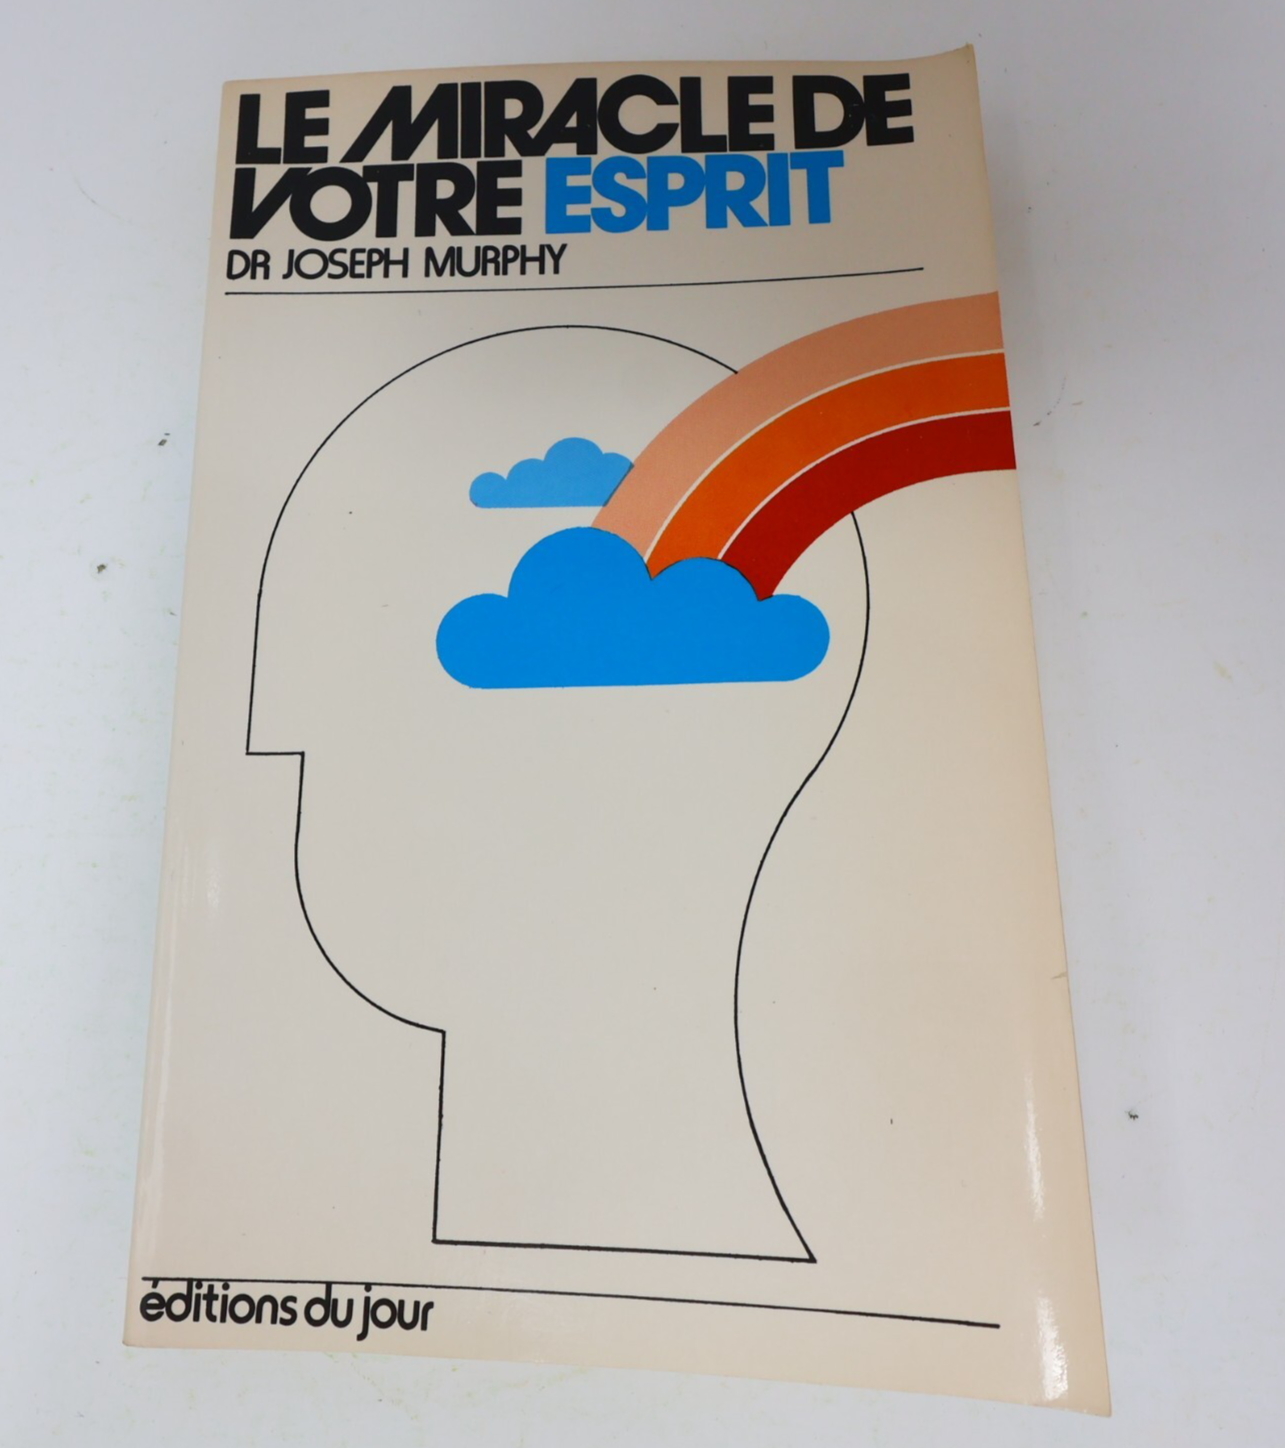 LE MIRACLE DE
VOTRE ESPRIT
DR JOSEPH MURPHY
éditions du jour